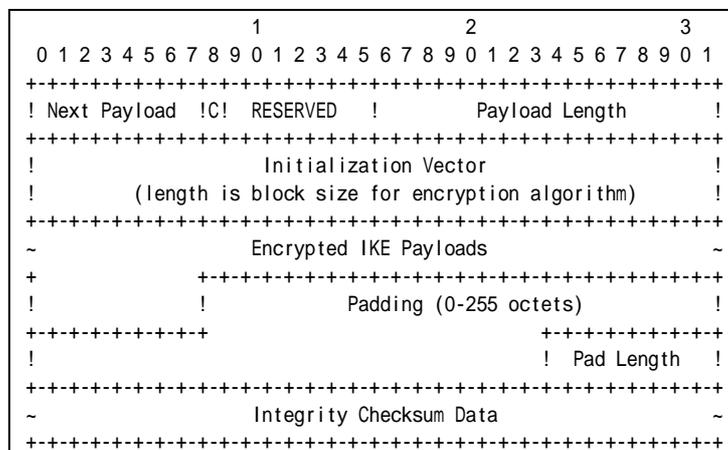 1                   2                   3
 0 1 2 3 4 5 6 7 8 9 0 1 2 3 4 5 6 7 8 9 0 1 2 3 4 5 6 7 8 9 0 1
+-+-+-+-+-+-+-+-+-+-+-+-+-+-+-+-+-+-+-+-+-+-+-+-+-+-+-+-+-+-+-+-+
! Next Payload  !C!  RESERVED   !         Payload Length        !
+-+-+-+-+-+-+-+-+-+-+-+-+-+-+-+-+-+-+-+-+-+-+-+-+-+-+-+-+-+-+-+-+
!                     Initialization Vector                     !
!         (length is block size for encryption algorithm)       !
+-+-+-+-+-+-+-+-+-+-+-+-+-+-+-+-+-+-+-+-+-+-+-+-+-+-+-+-+-+-+-+-+
~                    Encrypted IKE Payloads                     ~
+               +-+-+-+-+-+-+-+-+-+-+-+-+-+-+-+-+-+-+-+-+-+-+-+-+
!               !             Padding (0-255 octets)            !
+-+-+-+-+-+-+-+-+                               +-+-+-+-+-+-+-+-+
!                                               !  Pad Length   !
+-+-+-+-+-+-+-+-+-+-+-+-+-+-+-+-+-+-+-+-+-+-+-+-+-+-+-+-+-+-+-+-+
~                    Integrity Checksum Data                    ~
+-+-+-+-+-+-+-+-+-+-+-+-+-+-+-+-+-+-+-+-+-+-+-+-+-+-+-+-+-+-+-+-+